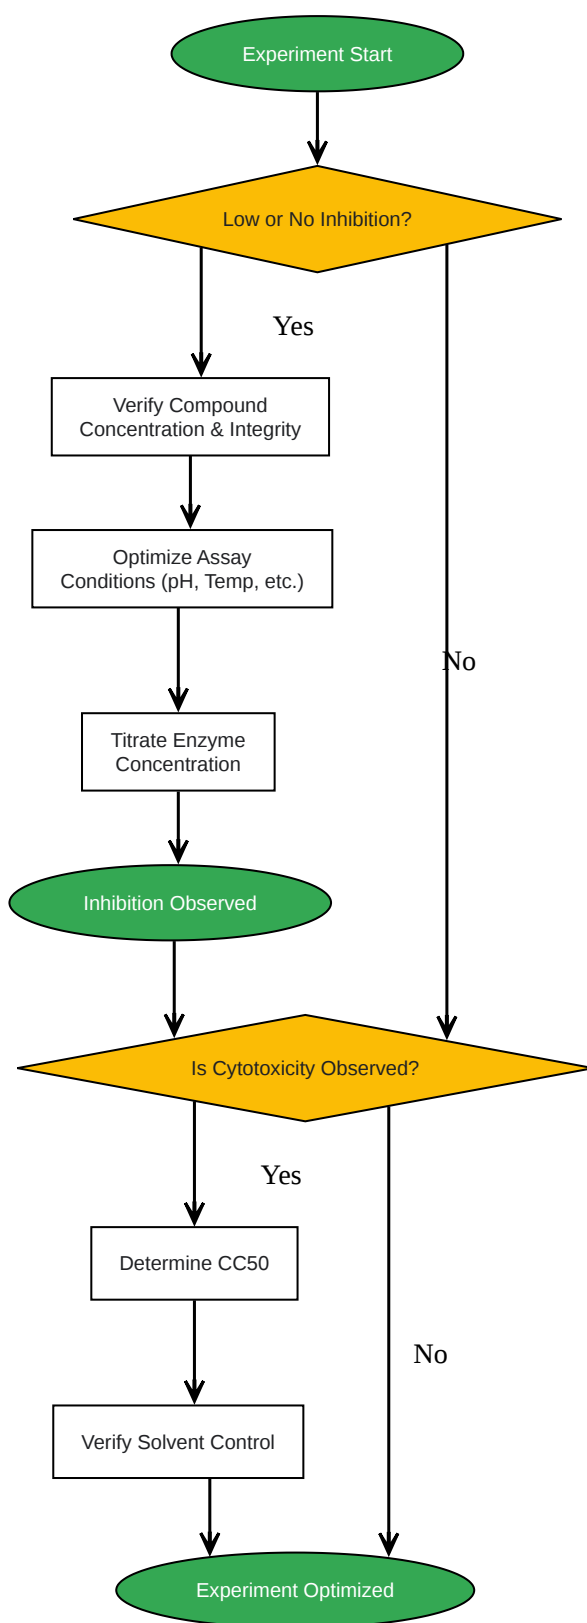 Experiment Start
Low or No Inhibition?
Yes
Verify Compound
Concentration & Integrity
Optimize Assay
Conditions (pH, Temp, etc.)
No
Titrate Enzyme
Concentration
Inhibition Observed
Is Cytotoxicity Observed?
Yes
Determine CC50
No
Verify Solvent Control
Experiment Optimized